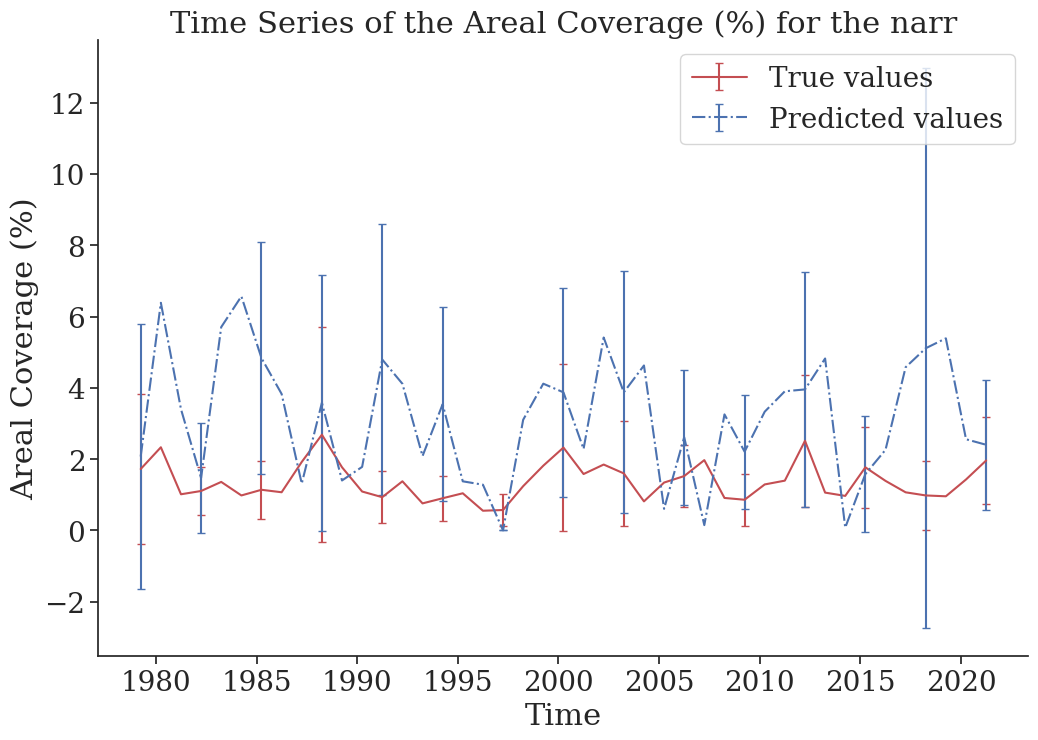 Time Series of the Areal Coverage (%) for the narr
True values
Predicted values
Areal Coverage (%)
12
10
8
6
4
2
0
−2
1980 1985 1990 1995 2000 2005 2010 2015 2020
Time